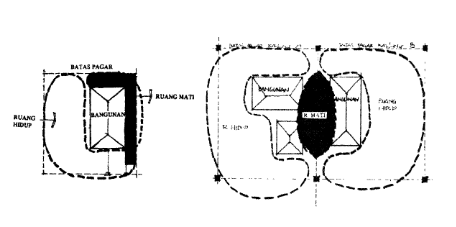 BATAS PAGAR
RUANG MATI
RUANG
HIDUP
BANGUNAN
BANGUNAN
BANGUNAN
R. MATI
RUANG
HIDUP
R. HIDUP